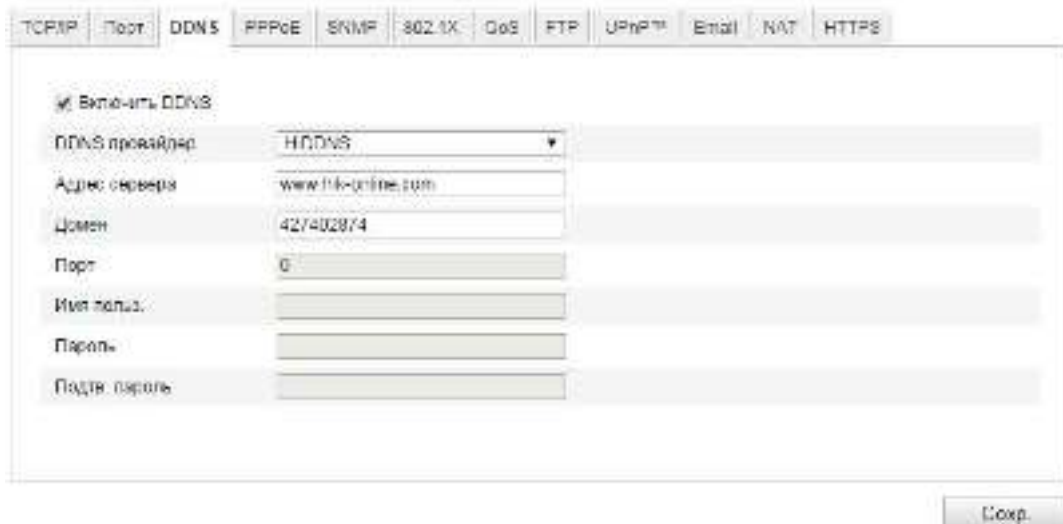 TCP/IP Порт DDNS PPPoE SNMP 802.1X QoS FTP UPnP™ Email NAT HTTPS
Включить DDNS
DDNS провайдер HiDDNS
Адрес сервера www.hik-online.com
Домен 427402874
Порт 0
Имя польз.
Пароль
Подтв. пароль
Сохр.